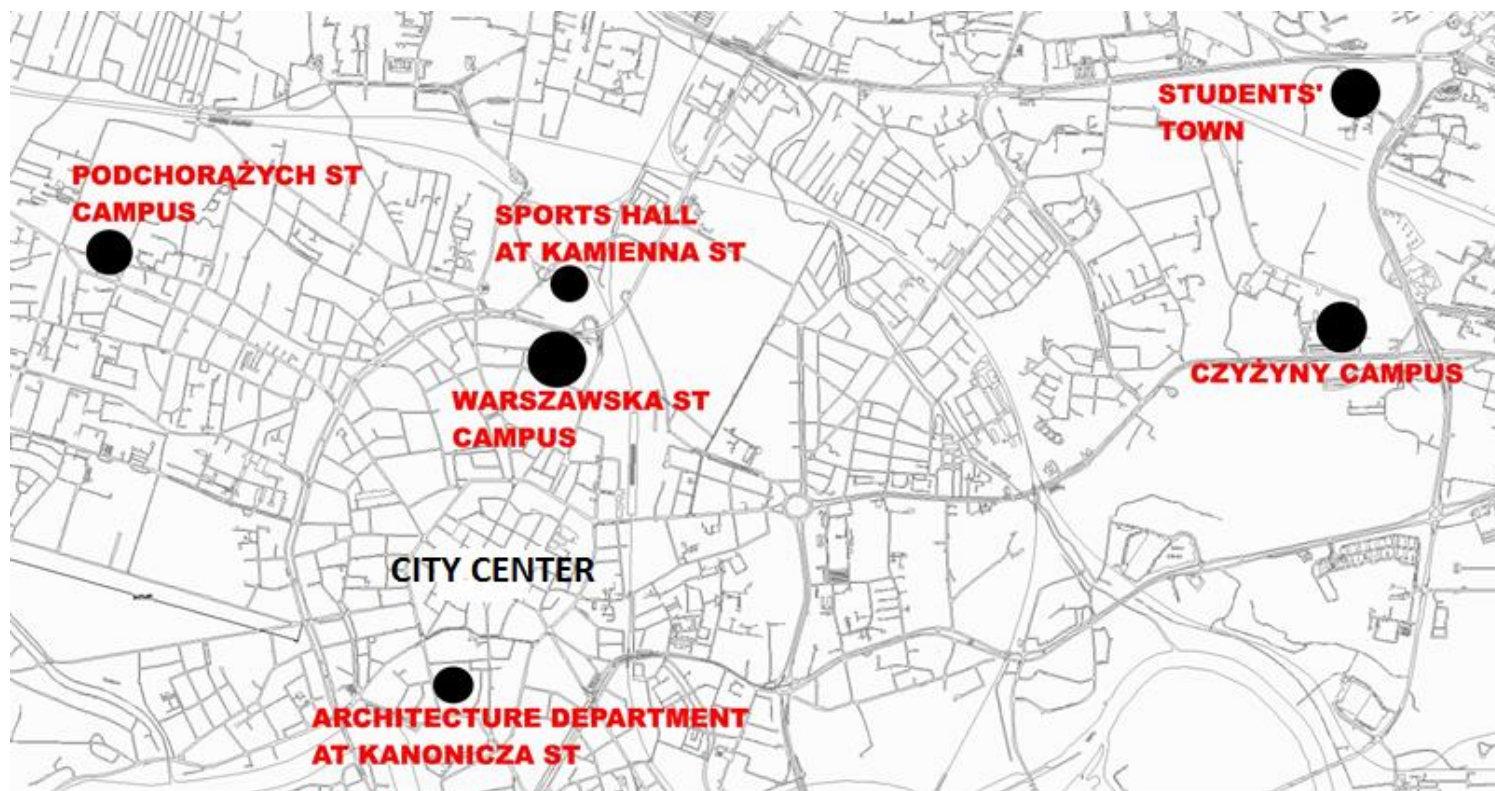 STUDENTS'
TOWN
PODCHORĄŻYCH ST
CAMPUS
SPORTS HALL
AT KAMIENNA ST
WARSZAWSKA ST
CAMPUS
CZYŻYNY CAMPUS
CITY CENTER
ARCHITECTURE DEPARTMENT
AT KANONICZA ST